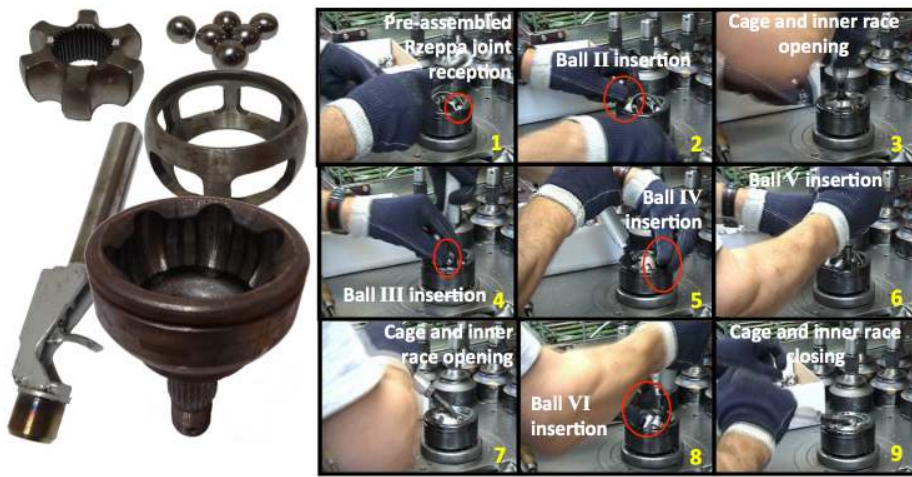 Pre-assembled
Rzeppa joint
reception
1
Ball II insertion
2
Cage and inner race
opening
3
Ball III insertion
4
Ball IV
insertion
5
Ball V insertion
6
Cage and inner race
opening
7
Ball VI
insertion
8
Cage and inner race
closing
9